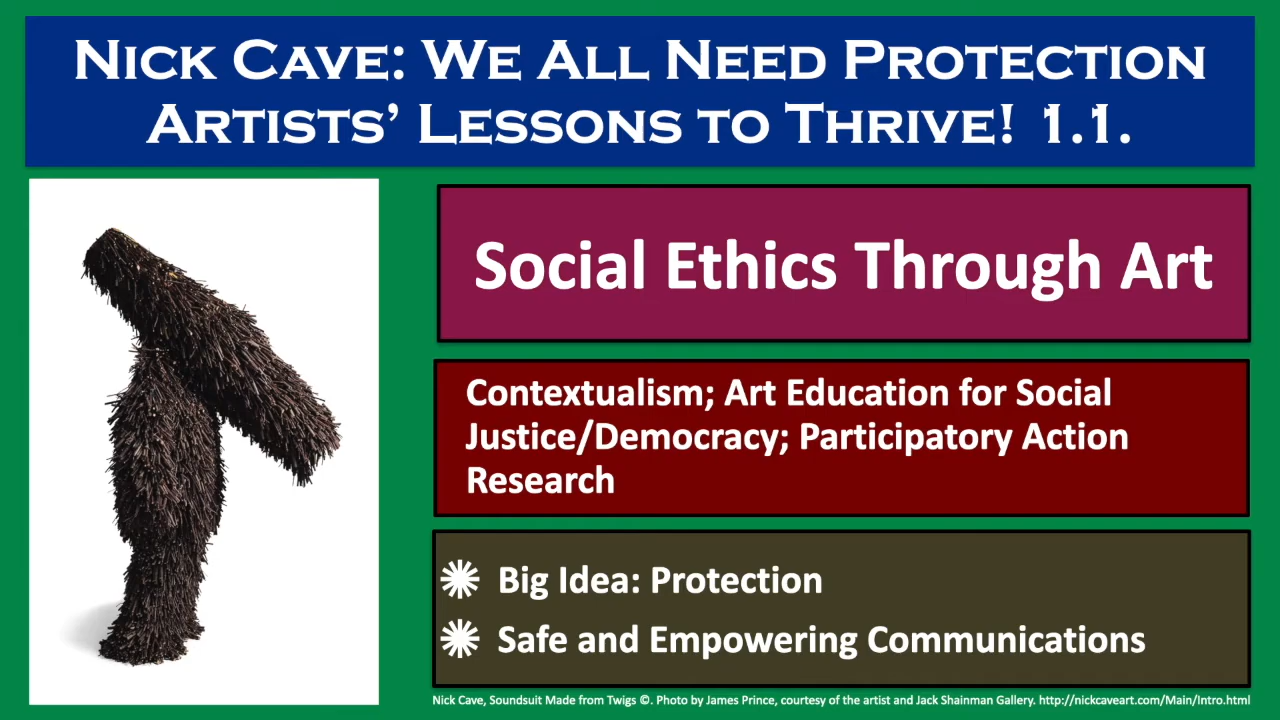 Nick Cave: We All Need Protection
Artists’ Lessons to Thrive! 1.1.
Social Ethics Through Art
Contextualism; Art Education for Social
Justice/Democracy; Participatory Action
Research
Big Idea: Protection
Safe and Empowering Communications
Nick Cave, Soundsuit Made from Twigs ©. Photo by James Prince, courtesy of the artist and Jack Shainman Gallery. http://nickcaveart.com/Main/Intro.html